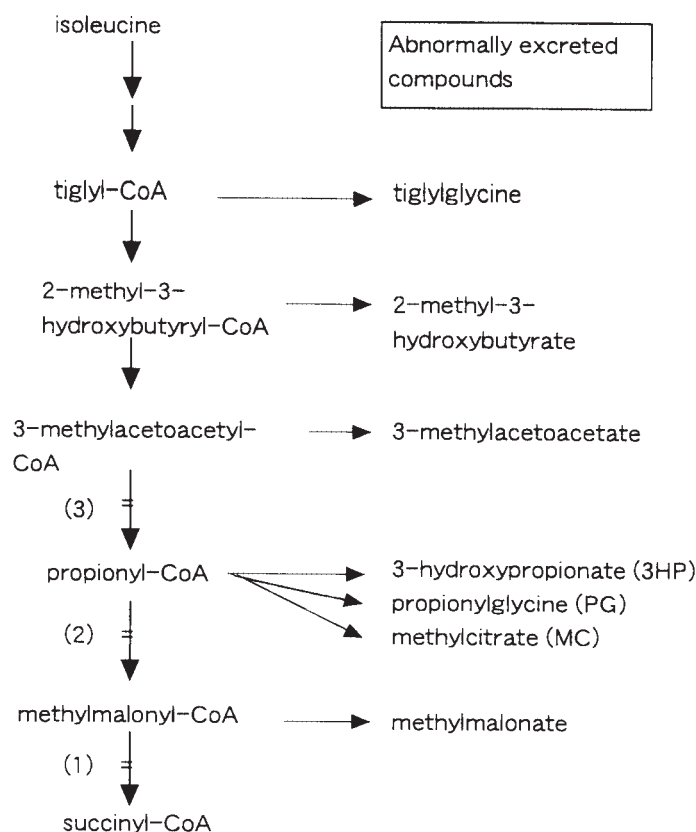 isoleucine
Abnormally excreted
compounds
tiglyl-CoA
tiglylglycine
2-methyl-3-
hydroxybutyryl-CoA
2-methyl-3-
hydroxybutyrate
3-methylacetoacetyl-
CoA
3-methylacetoacetate
(3)
propionyl-CoA
3-hydroxypropionate (3HP)
propionylglycine (PG)
methylcitrate (MC)
(2)
methylmalonyl-CoA
methylmalonate
(1)
succinyl-CoA